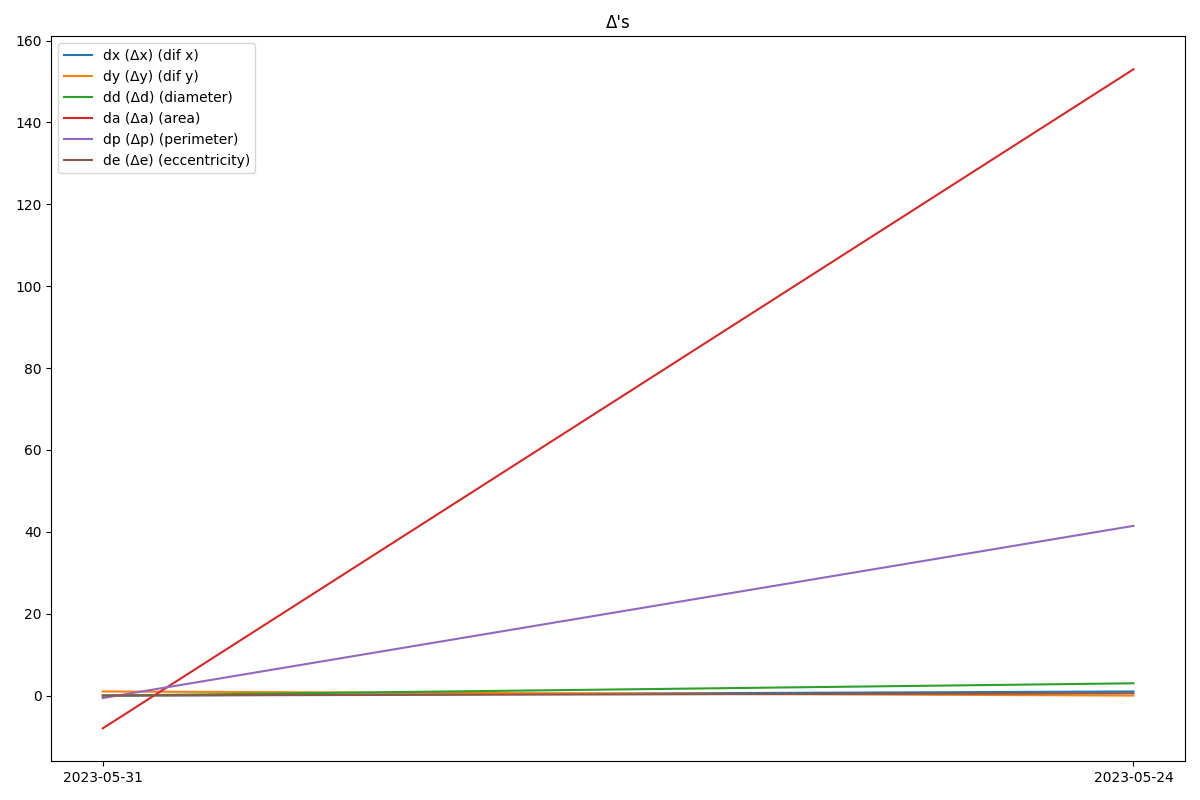 Δ's
160
140
120
100
80
60
40
20
0
dx (Δx) (dif x)
dy (Δy) (dif y)
dd (Δd) (diameter)
da (Δa) (area)
dp (Δp) (perimeter)
de (Δe) (eccentricity)
2023-05-31
2023-05-24